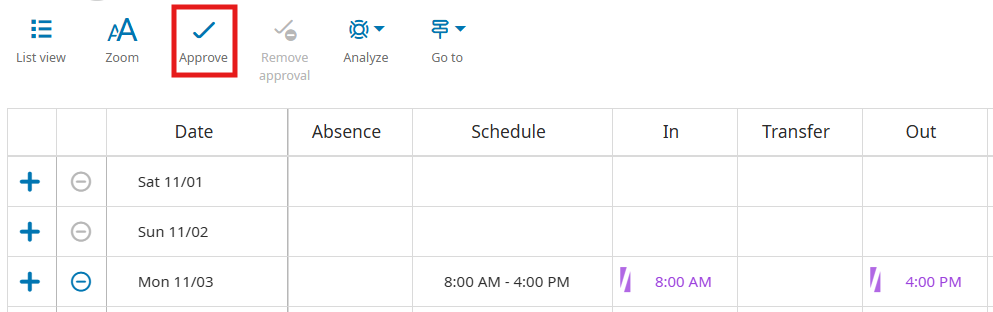 List view
Zoom
Approve
Remove
approval
Analyze
Go to
Date
Absence
Schedule
In
Transfer
Out
Sat 11/01
Sun 11/02
Mon 11/03
8:00 AM - 4:00 PM
8:00 AM
4:00 PM